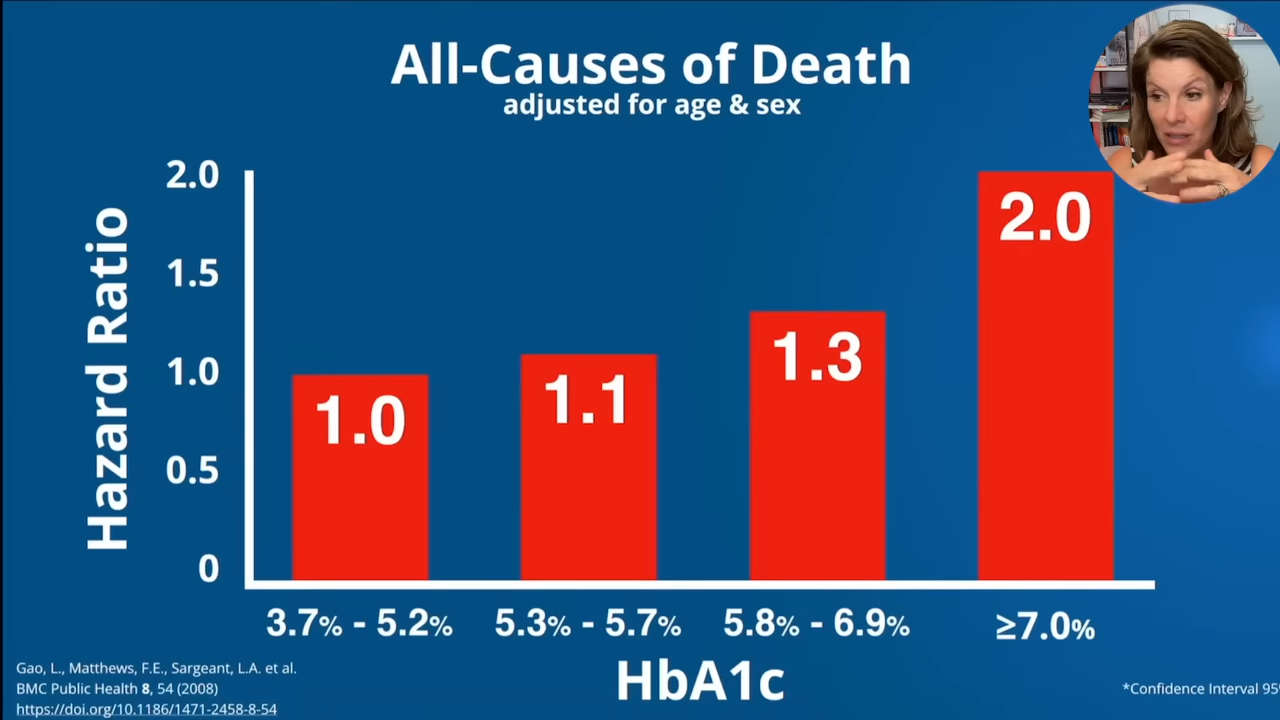 All-Causes of Death
adjusted for age & sex
Hazard Ratio
2.0
1.5
1.0
0.5
0
1.0
1.1
1.3
2.0
3.7% - 5.2%
5.3% - 5.7%
5.8% - 6.9%
≥7.0%
HbA1c
Gao, L., Matthews, F.E., Sargeant, L.A. et al.
BMC Public Health 8, 54 (2008)
https://doi.org/10.1186/1471-2458-8-54
*Confidence Interval 95